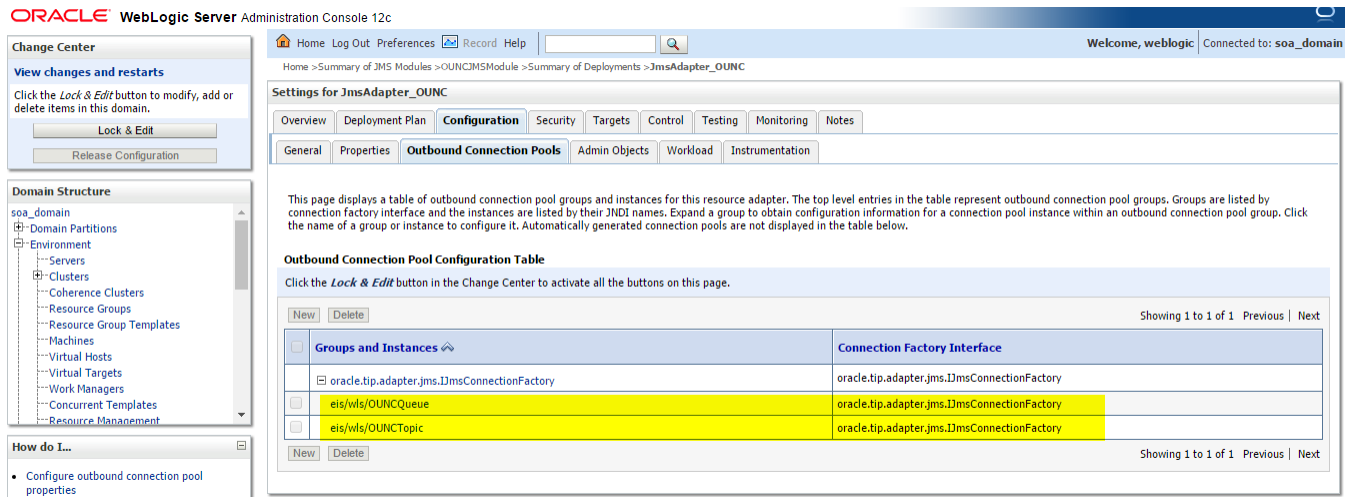 ORACLE WebLogic Server Administration Console 12c
Change Center
View changes and restarts
Click the Lock & Edit button to modify, add or
delete items in this domain.
Lock & Edit
Release Configuration
Domain Structure
soa_domain
Domain Partitions
Environment
Servers
Clusters
Coherence Clusters
Resource Groups
Resource Group Templates
Machines
Virtual Hosts
Virtual Targets
Work Managers
Concurrent Templates
Resource Management
How do I...
Configure outbound connection pool
properties
Home Log Out Preferences Record Help
Welcome, weblogic Connected to: soa_domain
Home >Summary of JMS Modules >OUNCJMSModule >Summary of Deployments >JmsAdapter_OUNC
Settings for JmsAdapter_OUNC
Overview Deployment Plan Configuration Security Targets Control Testing Monitoring Notes
General Properties Outbound Connection Pools Admin Objects Workload Instrumentation
This page displays a table of outbound connection pool groups and instances for this resource adapter. The top level entries in the table represent outbound connection pool groups. Groups are listed by
connection factory interface and the instances are listed by their JNDI names. Expand a group to obtain configuration information for a connection pool instance within an outbound connection pool group. Click
the name of a group or instance to configure it. Automatically generated connection pools are not displayed in the table below.
Outbound Connection Pool Configuration Table
Click the Lock & Edit button in the Change Center to activate all the buttons on this page.
New Delete Showing 1 to 1 of 1 Previous | Next
Groups and Instances Connection Factory Interface
oracle.tip.adapter.jms.IJmsConnectionFactory oracle.tip.adapter.jms.IJmsConnectionFactory
eis/wls/OUNCQueue oracle.tip.adapter.jms.IJmsConnectionFactory
eis/wls/OUNCTopic oracle.tip.adapter.jms.IJmsConnectionFactory
New Delete Showing 1 to 1 of 1 Previous | Next